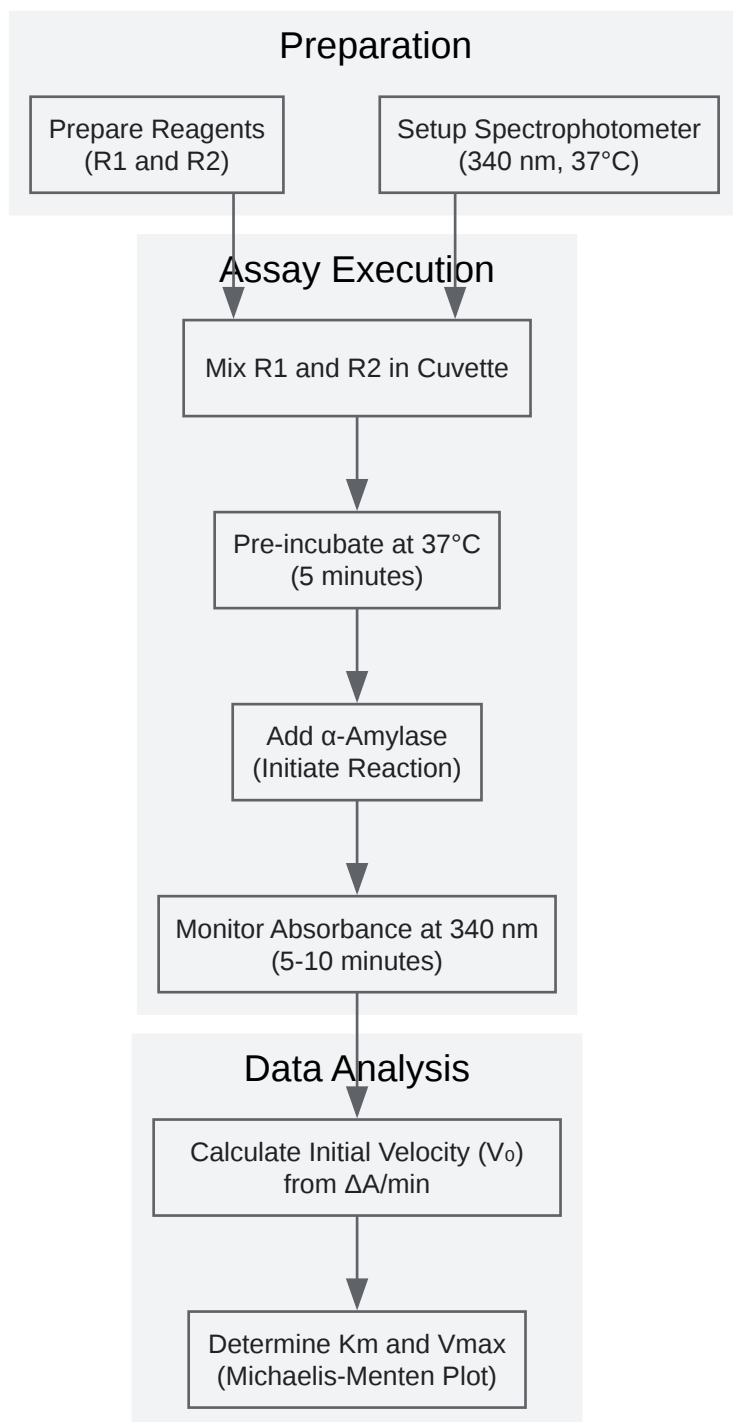 Preparation
Prepare Reagents
(R1 and R2)
Setup Spectrophotometer
(340 nm, 37°C)
Assay Execution
Mix R1 and R2 in Cuvette
Pre-incubate at 37°C
(5 minutes)
Add α-Amylase
(Initiate Reaction)
Monitor Absorbance at 340 nm
(5-10 minutes)
Data Analysis
Calculate Initial Velocity (V₀)
from ΔA/min
Determine Km and Vmax
(Michaelis-Menten Plot)